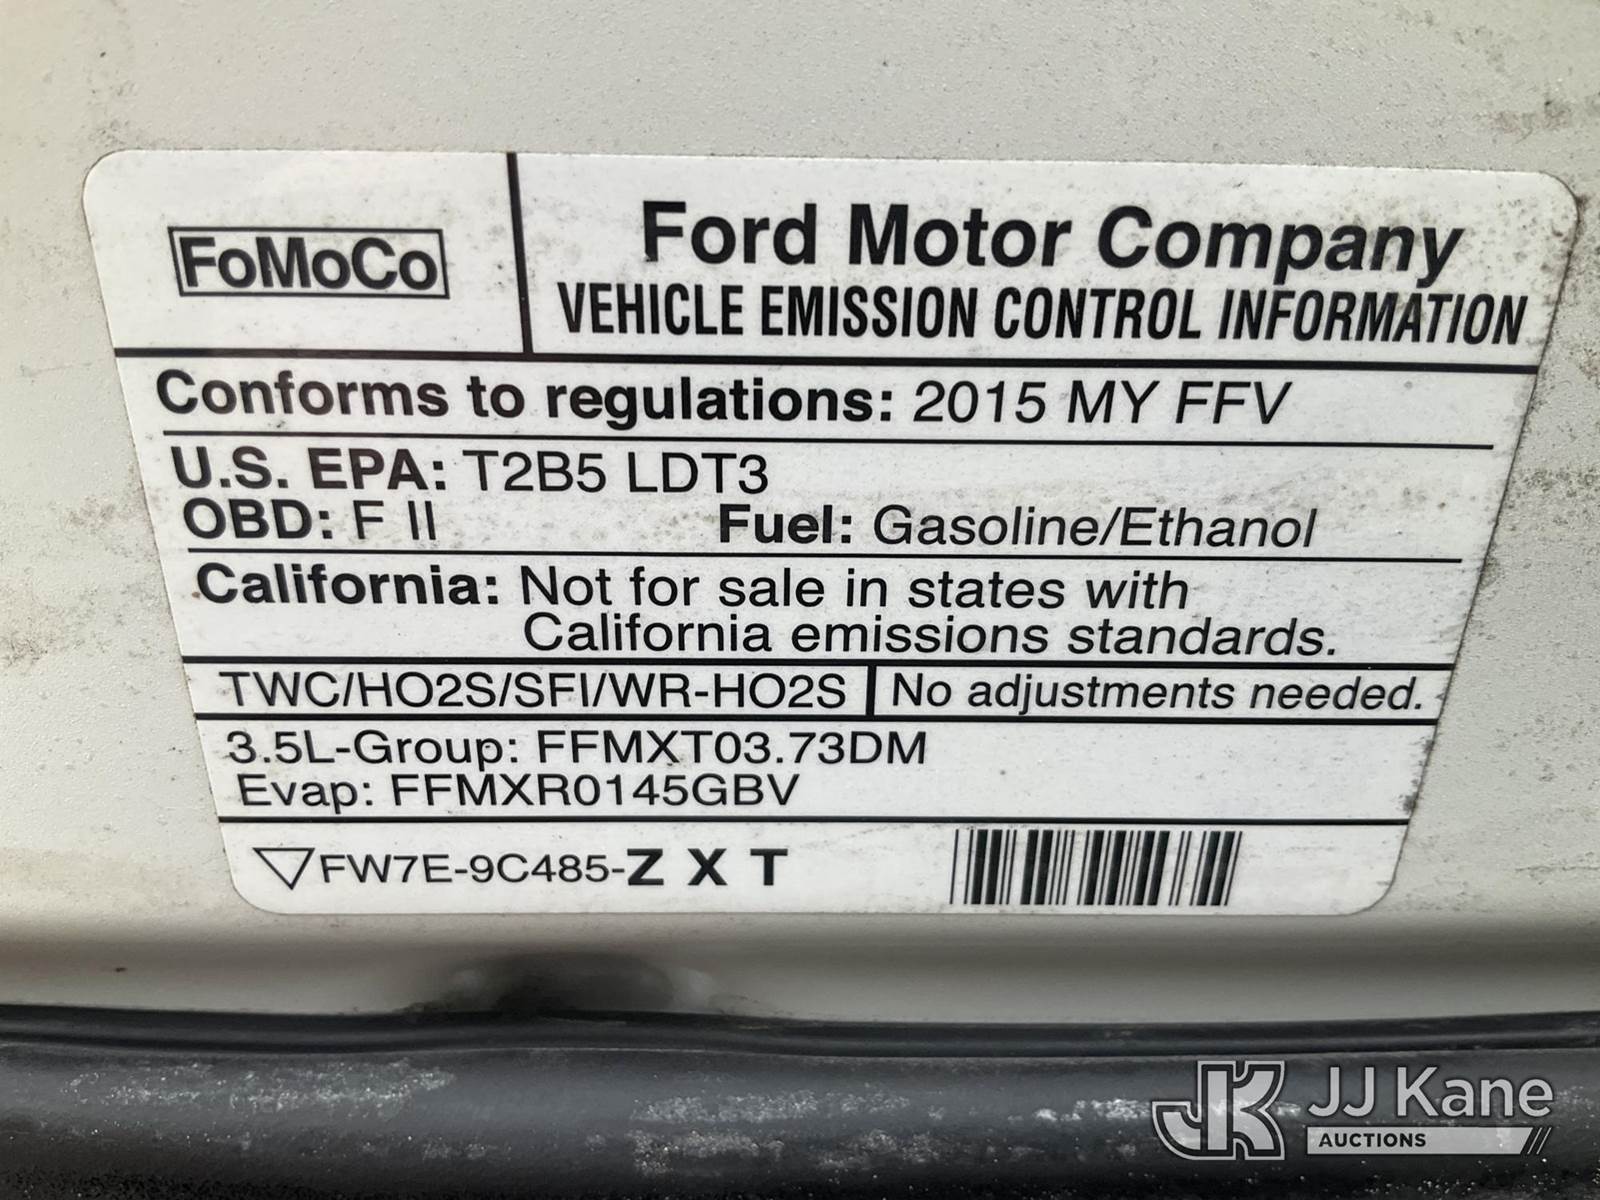 FoMoCo
Ford Motor Company
VEHICLE EMISSION CONTROL INFORMATION
Conforms to regulations: 2015 MY FFV
U.S. EPA: T2B5 LDT3
OBD: F II Fuel: Gasoline/Ethanol
California: Not for sale in states with
California emissions standards.
TWC/HO2S/SFI/WR-HO2S No adjustments needed.
3.5L-Group: FFMXT03.73DM
Evap: FFMXR0145GBV
FW7E-9C485-Z X T
JK JJ Kane
AUCTIONS